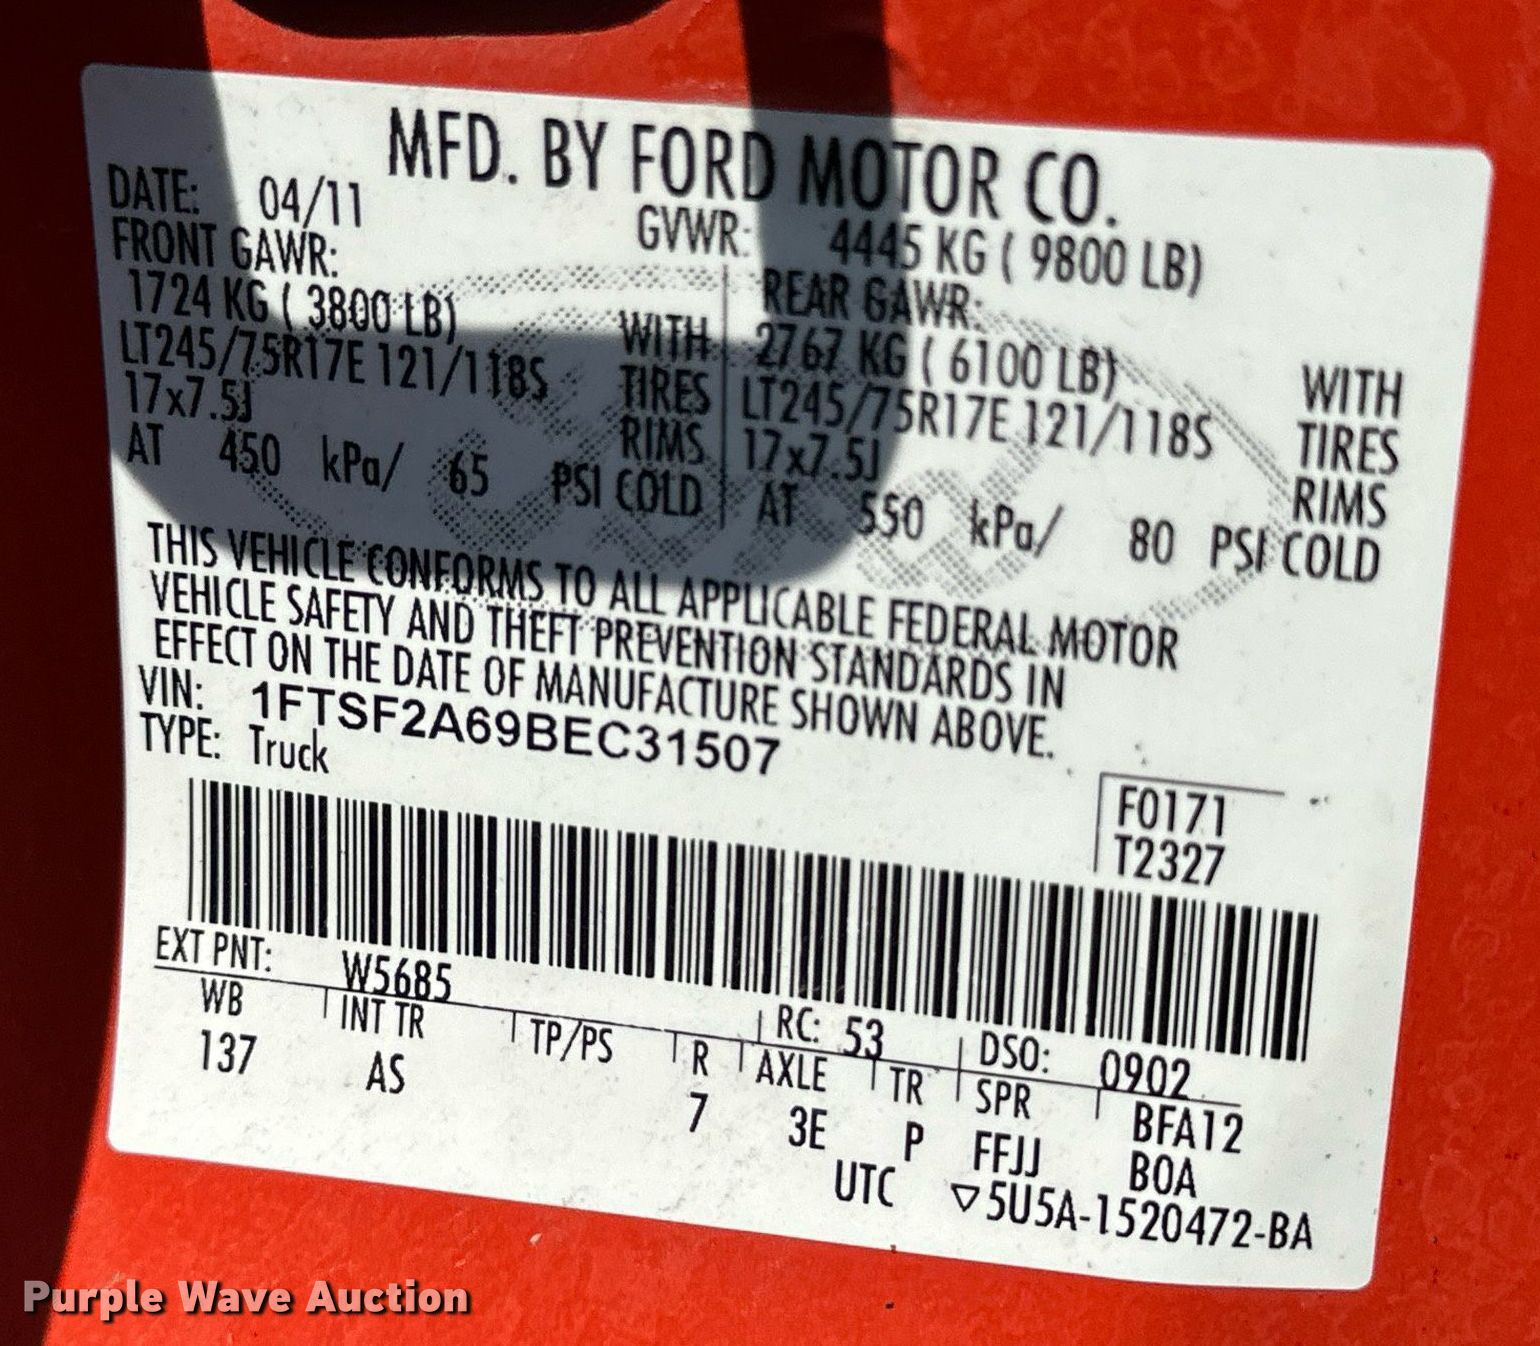 MFD. BY FORD MOTOR CO.
DATE: 04/11 GVWR: 4445 KG ( 9800 LB)
FRONT GAWR: REAR GAWR:
1724 KG ( 3800 LB) WITH 2767 KG ( 6100 LB) WITH
LT245/75R17E 121/118S TIRES LT245/75R17E 121/118S TIRES
17x7.5J RIMS 17x7.5J RIMS
AT 450 kPa/ 65 PSI COLD AT 550 kPa/ 80 PSI COLD
THIS VEHICLE CONFORMS TO ALL APPLICABLE FEDERAL MOTOR
VEHICLE SAFETY AND THEFT PREVENTION STANDARDS IN
EFFECT ON THE DATE OF MANUFACTURE SHOWN ABOVE.
VIN: 1FTSF2A69BEC31507
TYPE: Truck
F0171
T2327
EXT PNT: W5685 RC: 53 DSO: 0902
WB INT TR TP/PS R AXLE TR SPR BFA12
137 AS 7 3E P FFJJ BOA
UTC ▽5U5A-1520472-BA
Purple Wave Auction